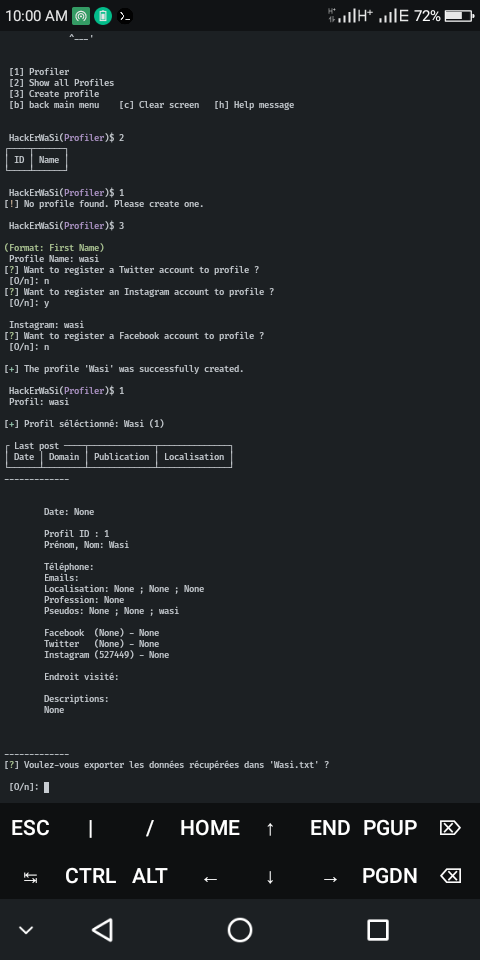 10:00 AM H+ E 72%
^___'
[1] Profiler
[2] Show all Profiles
[3] Create profile
[b] back main menu [c] Clear screen [h] Help message
HackErWaSi(Profiler)$ 2
ID | Name
HackErWaSi(Profiler)$ 1
[!] No profile found. Please create one.
HackErWaSi(Profiler)$ 3
(Format: First Name)
Profile Name: wasi
[?] Want to register a Twitter account to profile ?
[O/n]: n
[?] Want to register an Instagram account to profile ?
[O/n]: y
Instagram: wasi
[?] Want to register a Facebook account to profile ?
[O/n]: n
[+] The profile 'Wasi' was successfully created.
HackErWaSi(Profiler)$ 1
Profil: wasi
[+] Profil séléctionné: Wasi (1)
Last post
Date | Domain | Publication | Localisation
-------------
Date: None
Profil ID : 1
Prénom, Nom: Wasi
Téléphone:
Emails:
Localisation: None ; None ; None
Profession: None
Pseudos: None ; None ; wasi
Facebook (None) - None
Twitter (None) - None
Instagram (527449) - None
Endroit visité:
Descriptions:
None
-------------
[?] Voulez-vous exporter les données récupérées dans 'Wasi.txt' ?
[O/n]:
ESC | / HOME ↑ END PGUP ⌦
↹ CTRL ALT ← ↓ → PGDN ⌫